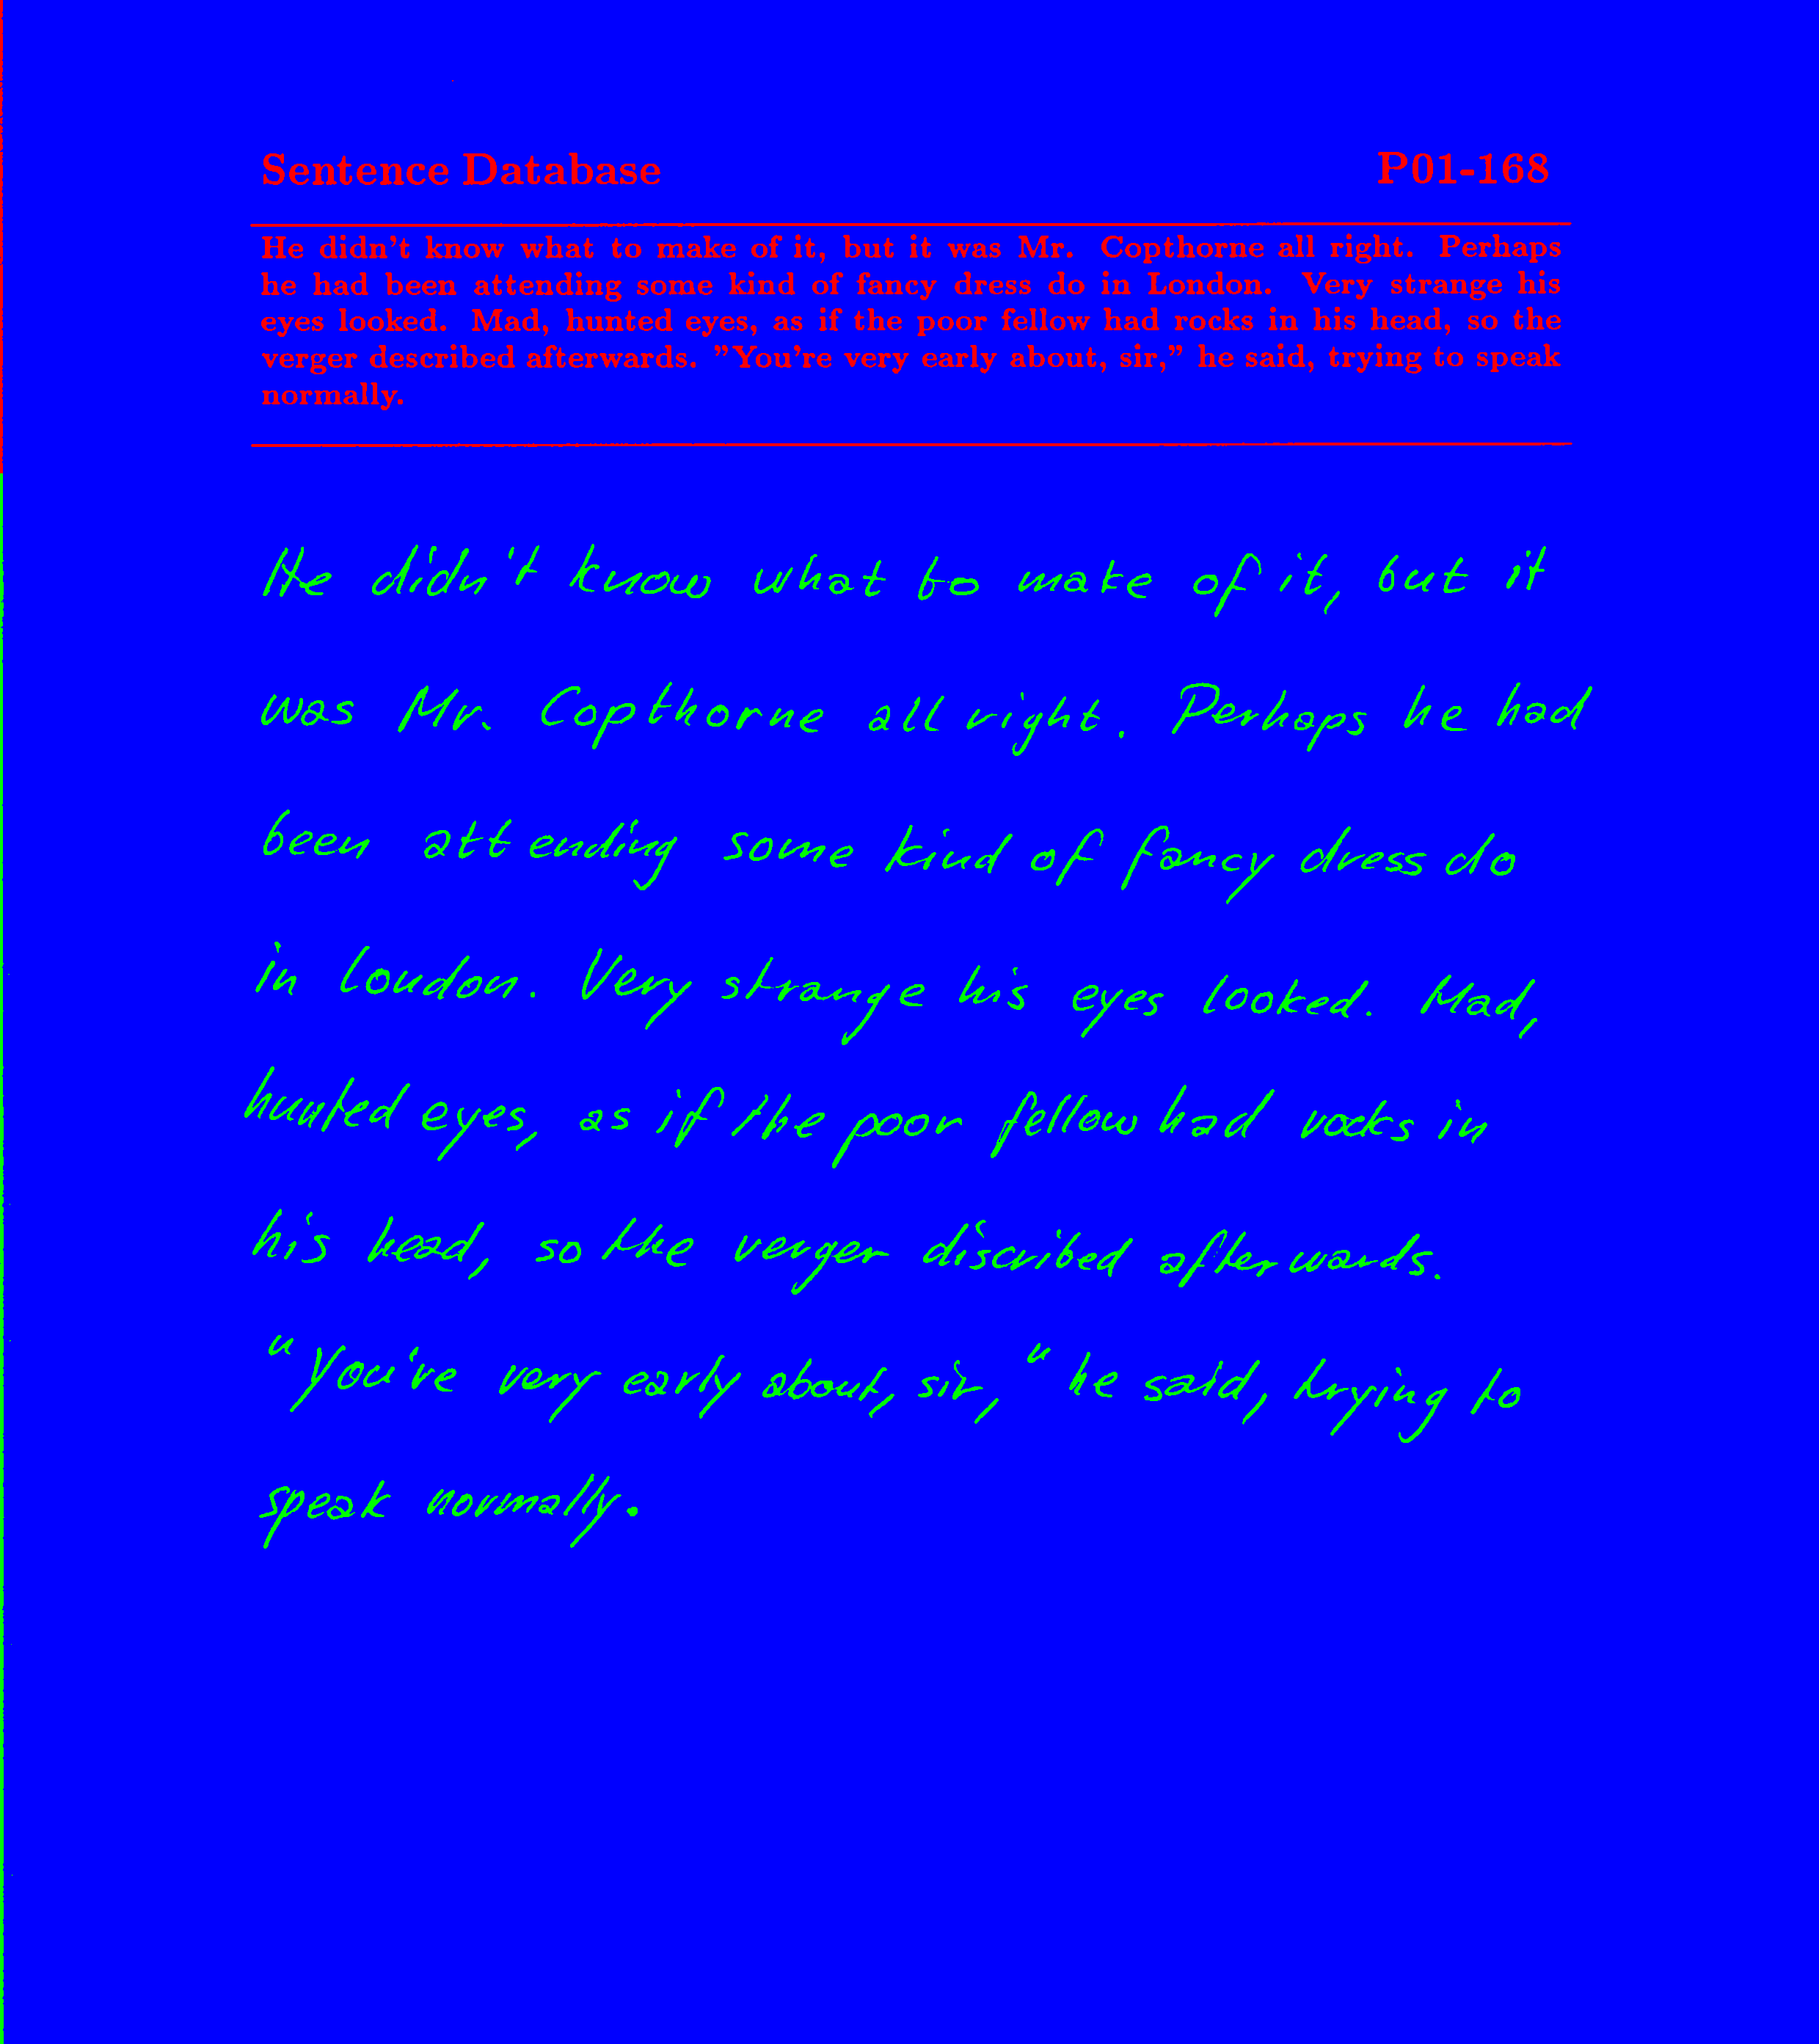 Sentence Database P01-168
He didn't know what to make of it, but it was Mr. Copthorne all right. Perhaps
he had been attending some kind of fancy dress do in London. Very strange his
eyes looked. Mad, hunted eyes, as if the poor fellow had rocks in his head, so the
verger described afterwards. "You're very early about, sir," he said, trying to speak
normally.
He didn't know what to make of it, but it
was Mr. Copthorne all right. Perhaps he had
been attending some kind of fancy dress do
in London. Very strange his eyes looked. Mad,
hunted eyes, as if the poor fellow had rocks in
his head, so the verger discribed afterwards.
"You're very early about, sir," he said, trying to
speak normally.